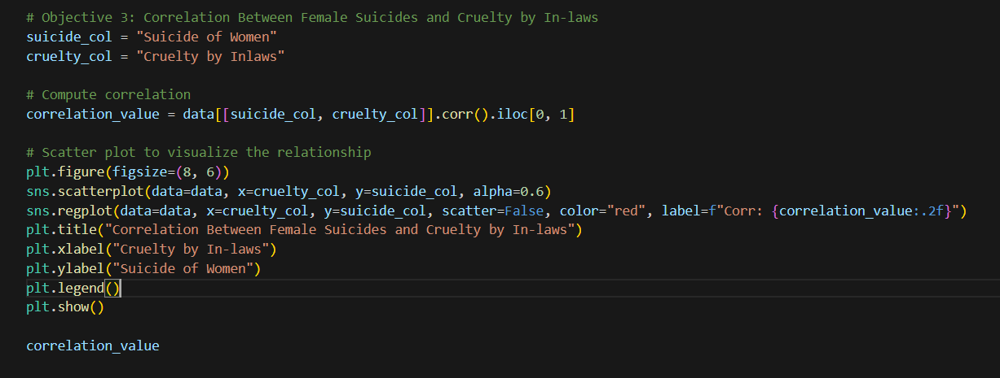 # Objective 3: Correlation Between Female Suicides and Cruelty by In-laws
suicide_col = "Suicide of Women"
cruelty_col = "Cruelty by Inlaws"
# Compute correlation
correlation_value = data[[suicide_col, cruelty_col]].corr().iloc[0, 1]
# Scatter plot to visualize the relationship
plt.figure(figsize=(8, 6))
sns.scatterplot(data=data, x=cruelty_col, y=suicide_col, alpha=0.6)
sns.regplot(data=data, x=cruelty_col, y=suicide_col, scatter=False, color="red", label=f"Corr: {correlation_value:.2f}")
plt.title("Correlation Between Female Suicides and Cruelty by In-laws")
plt.xlabel("Cruelty by In-laws")
plt.ylabel("Suicide of Women")
plt.legend()
plt.show()
correlation_value